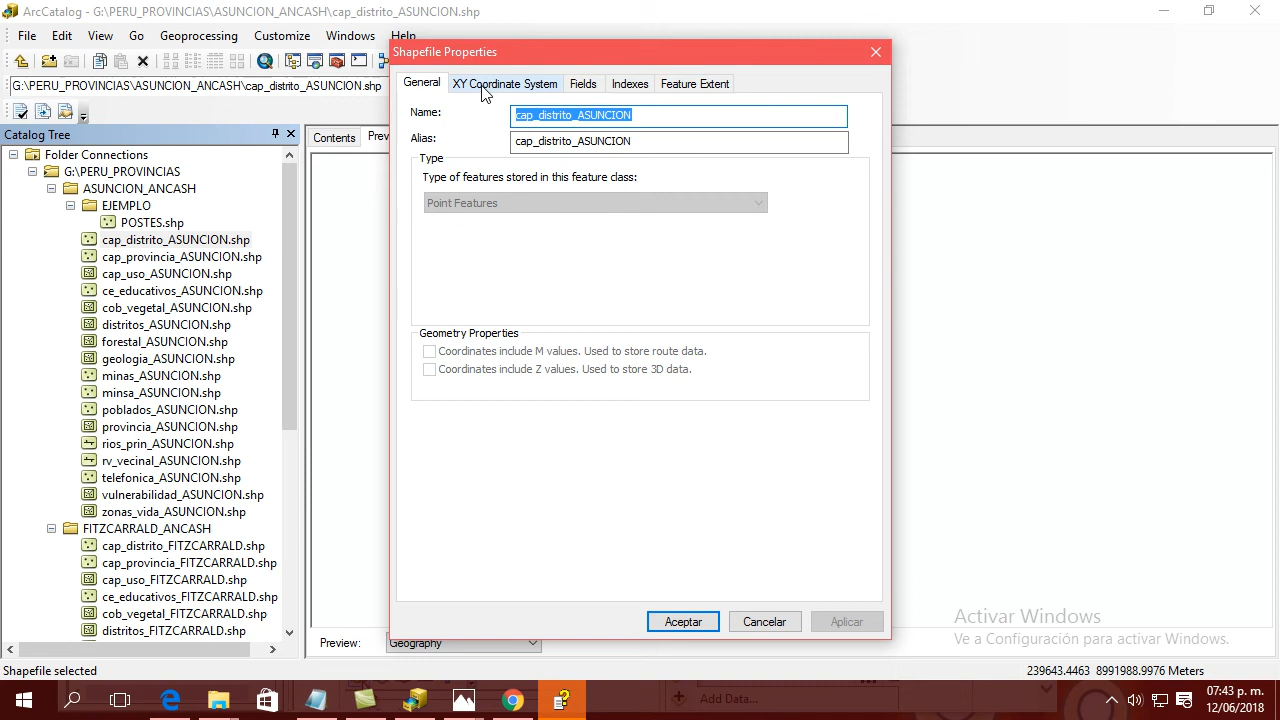 ArcCatalog - G:\PERU_PROVINCIAS\ASUNCION_ANCASH\cap_distrito_ASUNCION.shp
File Edit View Go Geoprocessing Customize Windows Help
G:\PERU_PROVINCIAS\ASUNCION_ANCASH\cap_distrito_ASUNCION.shp
Catalog Tree
Folder Connections
G:\PERU_PROVINCIAS
ASUNCION_ANCASH
EJEMPLO
POSTES.shp
cap_distrito_ASUNCION.shp
cap_provincia_ASUNCION.shp
cap_uso_ASUNCION.shp
ce_educativos_ASUNCION.shp
cob_vegetal_ASUNCION.shp
distritos_ASUNCION.shp
forestal_ASUNCION.shp
geologia_ASUNCION.shp
minas_ASUNCION.shp
minsa_ASUNCION.shp
poblados_ASUNCION.shp
provincia_ASUNCION.shp
rios_prin_ASUNCION.shp
rv_vecinal_ASUNCION.shp
telefonica_ASUNCION.shp
vulnerabilidad_ASUNCION.shp
zonas_vida_ASUNCION.shp
FITZCARRALD_ANCASH
cap_distrito_FITZCARRALD.shp
cap_provincia_FITZCARRALD.shp
cap_uso_FITZCARRALD.shp
ce_educativos_FITZCARRALD.shp
cob_vegetal_FITZCARRALD.shp
distritos_FITZCARRALD.shp
Contents Prev
Shapefile Properties
General XY Coordinate System Fields Indexes Feature Extent
Name: cap_distrito_ASUNCION
Alias: cap_distrito_ASUNCION
Type
Type of features stored in this feature class:
Point Features
Geometry Properties
Coordinates include M values. Used to store route data.
Coordinates include Z values. Used to store 3D data.
Aceptar Cancelar Aplicar
Preview: Geography
Activar Windows
Ve a Configuración para activar Windows.
Shapefile selected
239643.4463 8991988.9976 Meters
Add Data...
07:43 p. m.
12/06/2018